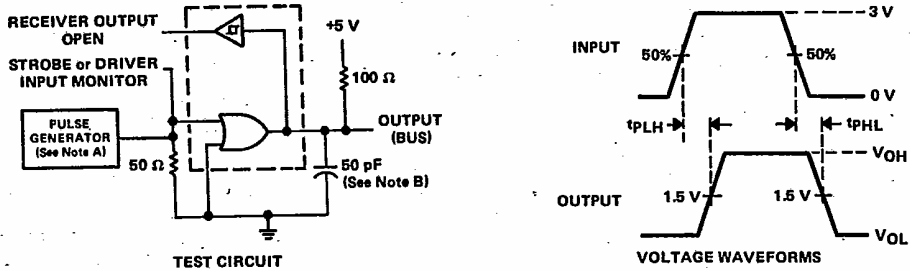 RECEIVER OUTPUT
OPEN
STROBE or DRIVER
INPUT MONITOR
PULSE
GENERATOR
(See Note A)
50 Ω
+5 V
100 Ω
OUTPUT
(BUS)
50 pF
(See Note B)
TEST CIRCUIT
INPUT
50%
50%
3 V
0 V
tPLH
tPHL
OUTPUT
1.5 V
1.5 V
VOH
VOL
VOLTAGE WAVEFORMS